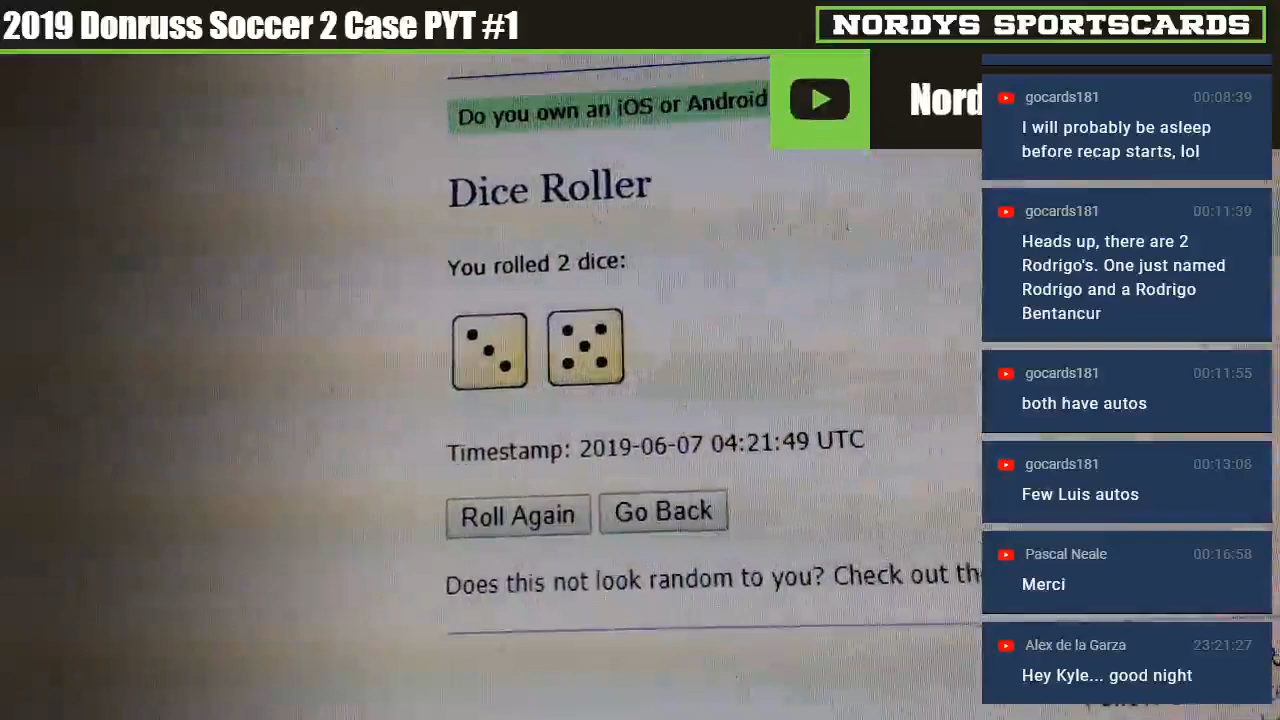 2019 Donruss Soccer 2 Case PYT #1
NORDYS SPORTSCARDS
Do you own an iOS or Android
Nord
Dice Roller
You rolled 2 dice:
Timestamp: 2019-06-07 04:21:49 UTC
Roll Again
Go Back
Does this not look random to you? Check out th
gocards181 00:08:39
I will probably be asleep
before recap starts, lol
gocards181 00:11:39
Heads up, there are 2
Rodrigo's. One just named
Rodrigo and a Rodrigo
Bentancur
gocards181 00:11:55
both have autos
gocards181 00:13:08
Few Luis autos
Pascal Neale 00:16:58
Merci
Alex de la Garza 23:21:27
Hey Kyle... good night